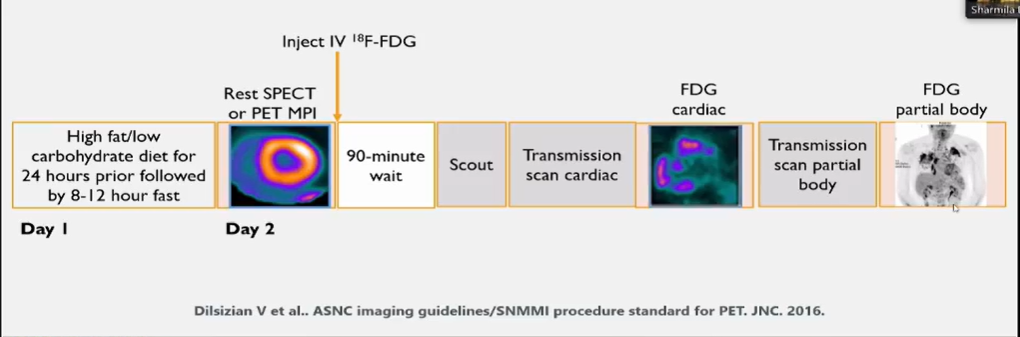 Sharmila
Inject IV ¹⁸F-FDG
Rest SPECT
or PET MPI
FDG
cardiac
FDG
partial body
High fat/low
carbohydrate diet for
24 hours prior followed
by 8-12 hour fast
90-minute
wait
Scout
Transmission
scan cardiac
Transmission
scan partial
body
Day 1
Day 2
Dilsizian V et al.. ASNC imaging guidelines/SNMMI procedure standard for PET. JNC. 2016.